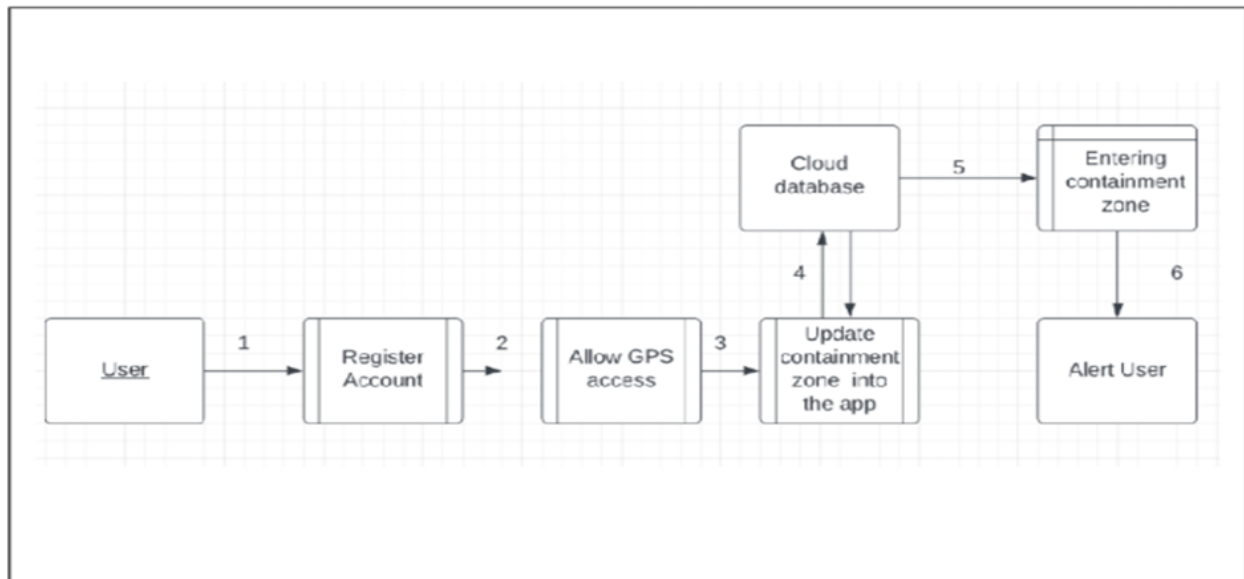 Cloud
database
5
Entering
containment
zone
4
6
User
1
Register
Account
2
Allow GPS
access
3
Update
containment
zone into
the app
Alert User